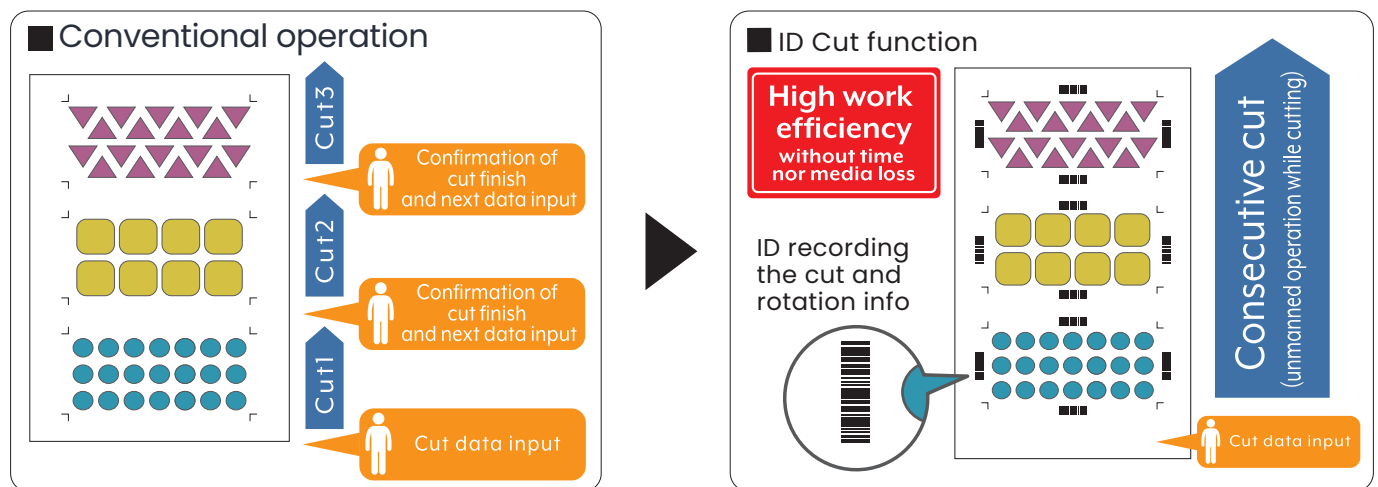 Conventional operation
Cut3
Confirmation of
cut finish
and next data input
Cut2
Confirmation of
cut finish
and next data input
Cut1
Cut data input
ID Cut function
High work
efficiency
without time
nor media loss
ID recording
the cut and
rotation info
Consecutive cut
(unmanned operation while cutting)
Cut data input